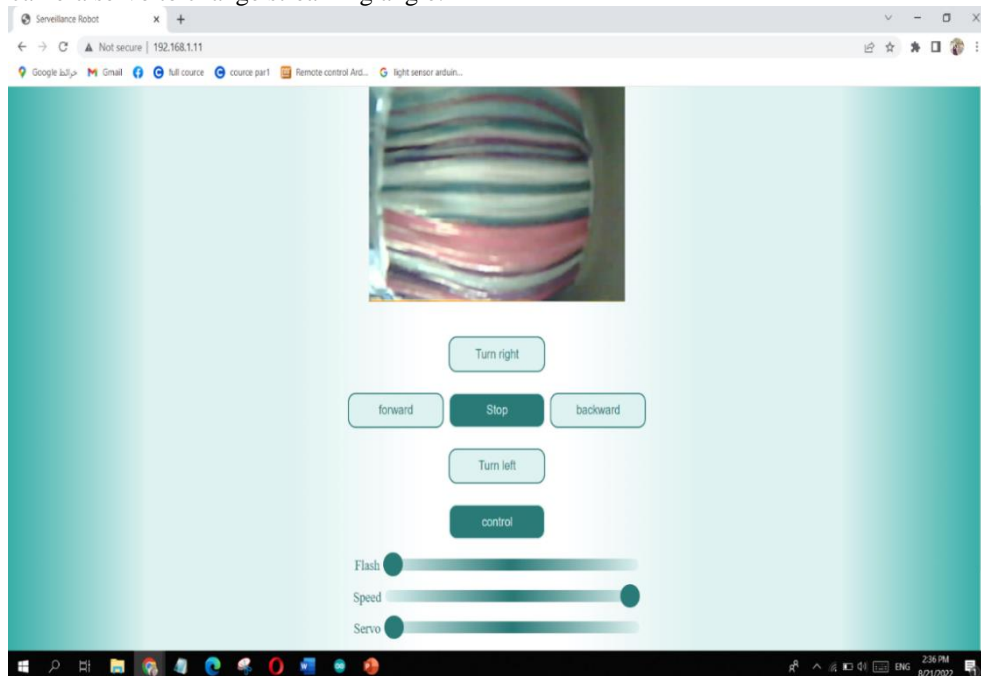 Serveillance Robot
Not secure | 192.168.1.11
Google خرائط Gmail full cource cource par1 Remote control Ard... light sensor arduin...
Turn right
forward Stop backward
Turn left
control
Flash
Speed
Servo
ENG 2:36 PM
8/21/2022